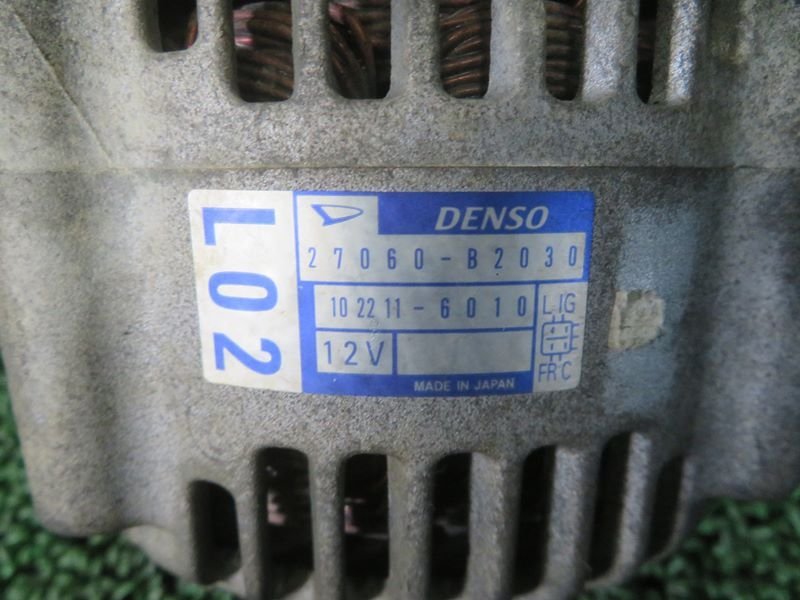 L02
DENSO
27060-B2030
102211-6010
L IG
12V
FR C
MADE IN JAPAN